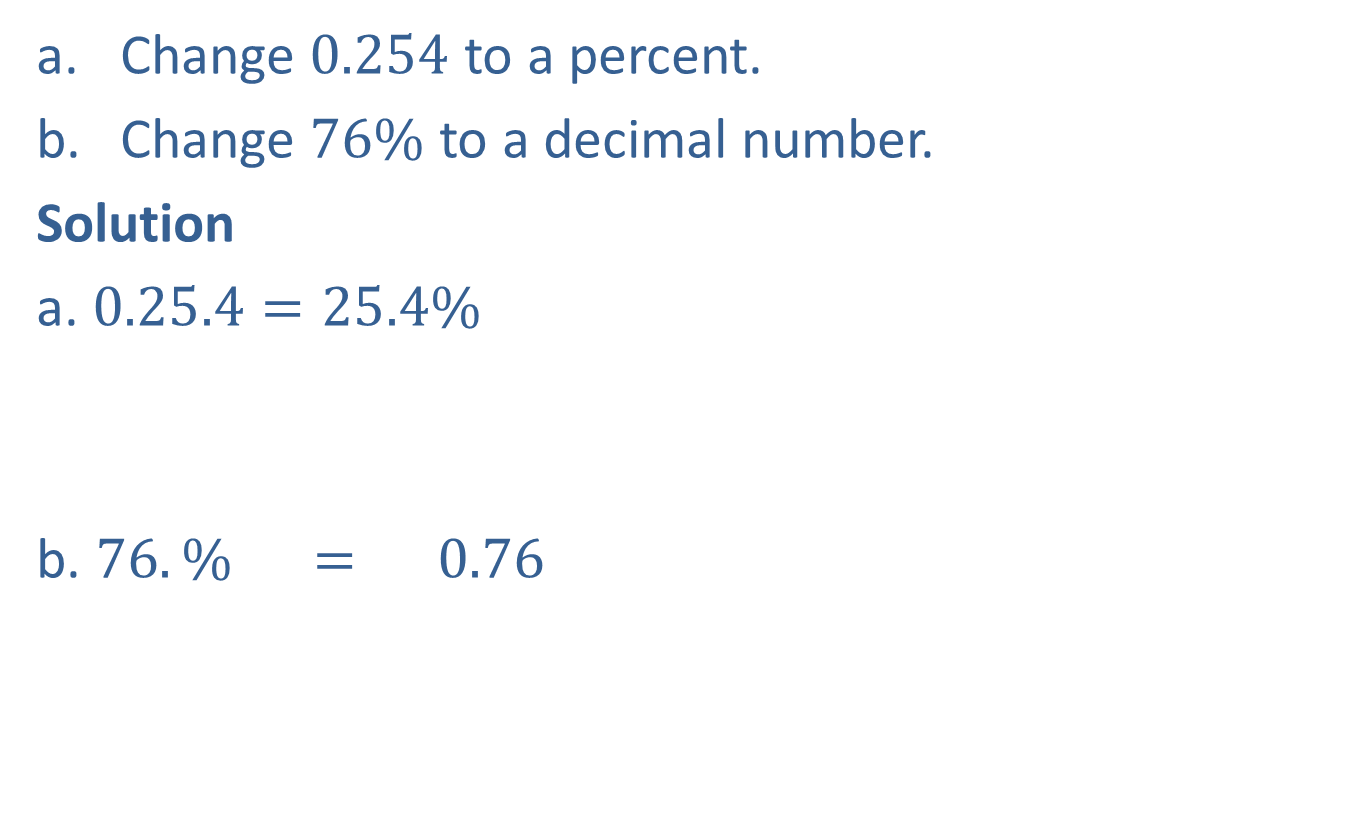 a. Change 0.254 to a percent.
b. Change 76% to a decimal number.
Solution
a. 0.25.4 = 25.4%
b. 76. % = 0.76